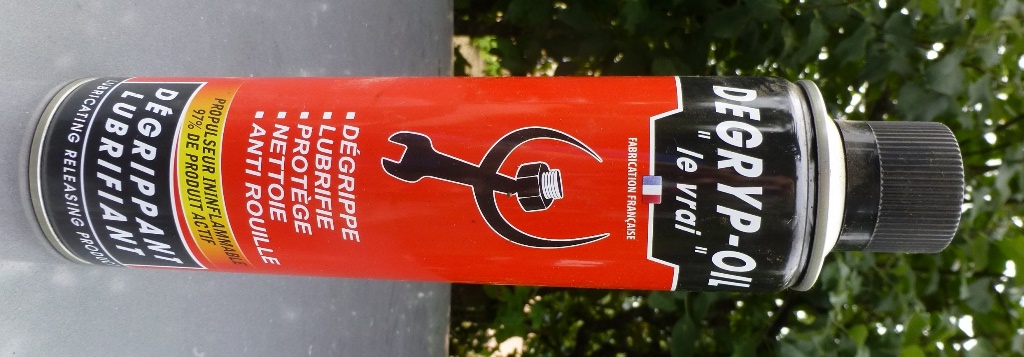 DÉGRYP-OIL
" le vrai "
FABRICATION FRANÇAISE
▪ DÉGRIPPE
▪ LUBRIFIE
▪ PROTÈGE
▪ NETTOIE
▪ ANTI ROUILLE
PROPULSEUR ININFLAMMABLE
97% DE PRODUIT ACTIF
DÉGRIPPANT
LUBRIFIANT
LUBRICATING RELEASING PRODUCT